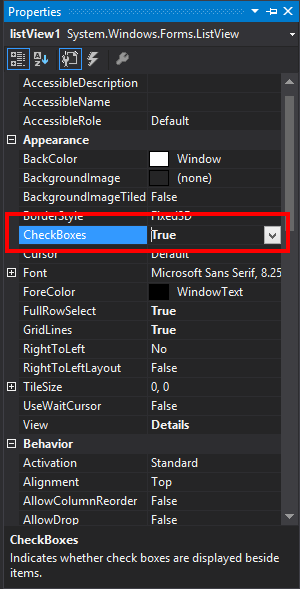 Properties
listView1 System.Windows.Forms.ListView
AccessibleDescription
AccessibleName
AccessibleRole Default
Appearance
BackColor Window
BackgroundImage (none)
BackgroundImageTiled False
BorderStyle Fixed3D
CheckBoxes True
Cursor Default
Font Microsoft Sans Serif, 8.25
ForeColor WindowText
FullRowSelect True
GridLines True
RightToLeft No
RightToLeftLayout False
TileSize 0, 0
UseWaitCursor False
View Details
Behavior
Activation Standard
Alignment Top
AllowColumnReorder False
AllowDrop False
CheckBoxes
Indicates whether check boxes are displayed beside
items.